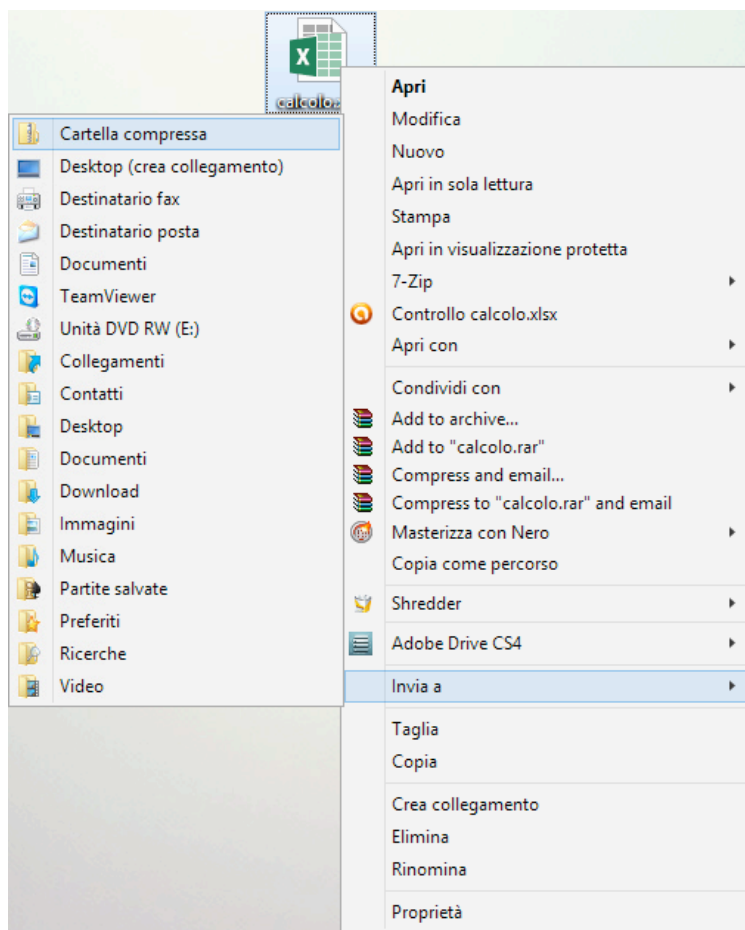 calcolo
Apri
Modifica
Nuovo
Apri in sola lettura
Stampa
Apri in visualizzazione protetta
7-Zip
Controllo calcolo.xlsx
Apri con
Condividi con
Add to archive...
Add to "calcolo.rar"
Compress and email...
Compress to "calcolo.rar" and email
Masterizza con Nero
Copia come percorso
Shredder
Adobe Drive CS4
Invia a
Taglia
Copia
Crea collegamento
Elimina
Rinomina
Proprietà
Cartella compressa
Desktop (crea collegamento)
Destinatario fax
Destinatario posta
Documenti
TeamViewer
Unità DVD RW (E:)
Collegamenti
Contatti
Desktop
Documenti
Download
Immagini
Musica
Partite salvate
Preferiti
Ricerche
Video